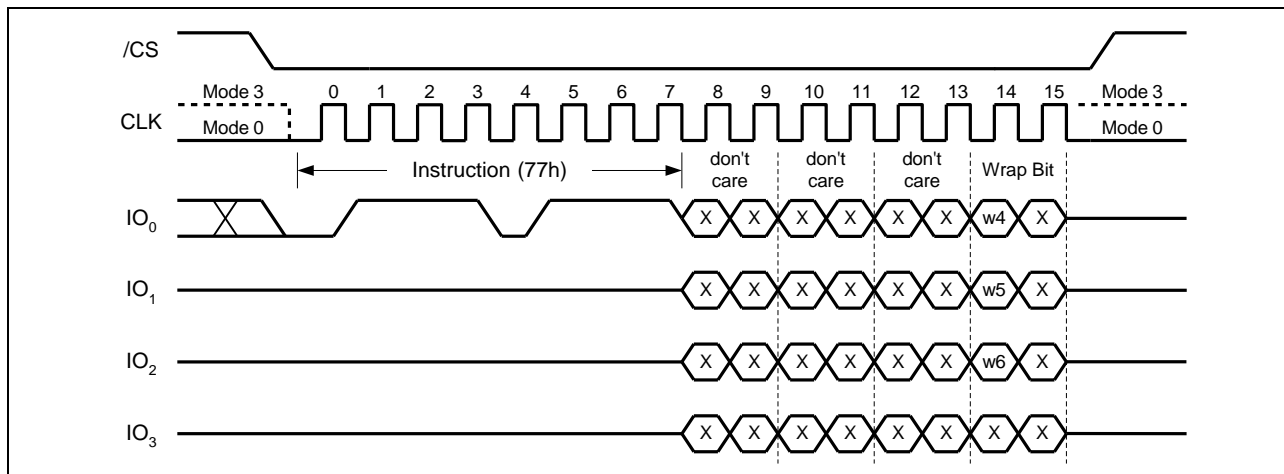 /CS
Mode 3 0 1 2 3 4 5 6 7 8 9 10 11 12 13 14 15 Mode 3
CLK
Mode 0 Mode 0
Instruction (77h) don't care don't care don't care Wrap Bit
IO0 X X X X X X w4 X
IO1 X X X X X X w5 X
IO2 X X X X X X w6 X
IO3 X X X X X X X X